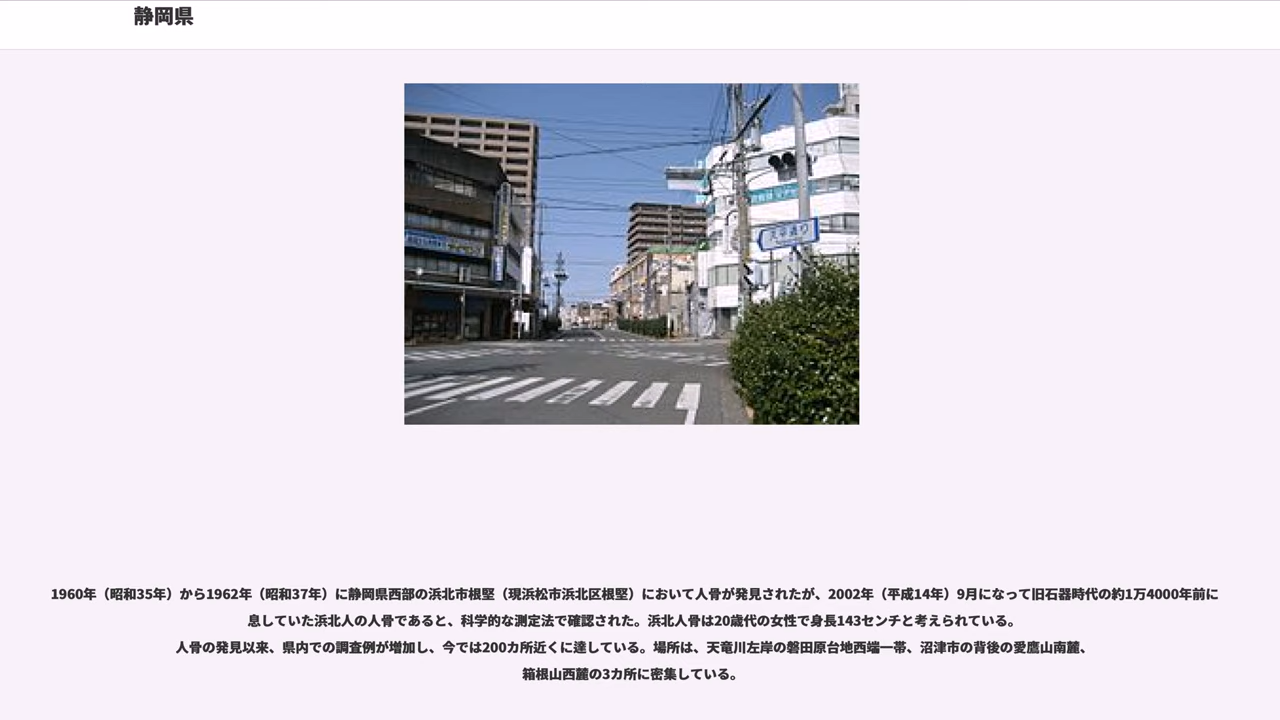 静岡県
天平通り
1960年（昭和35年）から1962年（昭和37年）に静岡県西部の浜北市根堅（現浜松市浜北区根堅）において人骨が発見されたが、2002年（平成14年）9月になって旧石器時代の約1万4000年前に
息していた浜北人の人骨であると、科学的な測定法で確認された。浜北人骨は20歳代の女性で身長143センチと考えられている。
人骨の発見以来、県内での調査例が増加し、今では200カ所近くに達している。場所は、天竜川左岸の磐田原台地西端一帯、沼津市の背後の愛鷹山南麓、
箱根山西麓の3カ所に密集している。